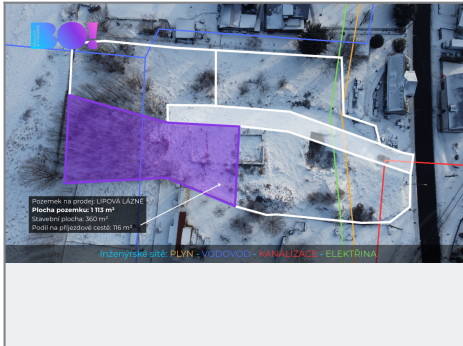 BO!
Pozemek na prodej: LIPOVÁ LÁZNĚ
Plocha pozemku: 1 113 m²
Stavební plocha: 360 m²
Podíl na příjezdové cestě: 116 m²
Inženýrské sítě: PLYN - VODOVOD - KANALIZACE - ELEKTŘINA